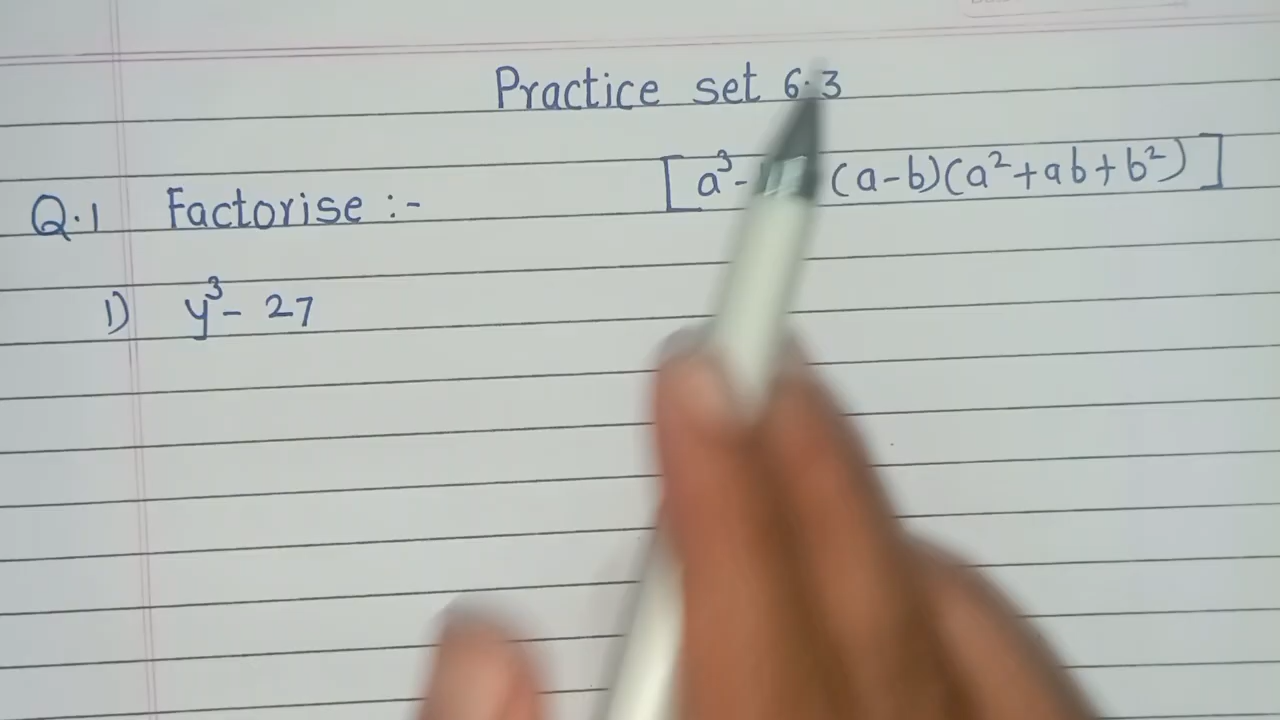 Practice set 6.3
[a³- (a-b)(a²+ab+b²)]
Q.1 Factorise :-
1) y³- 27